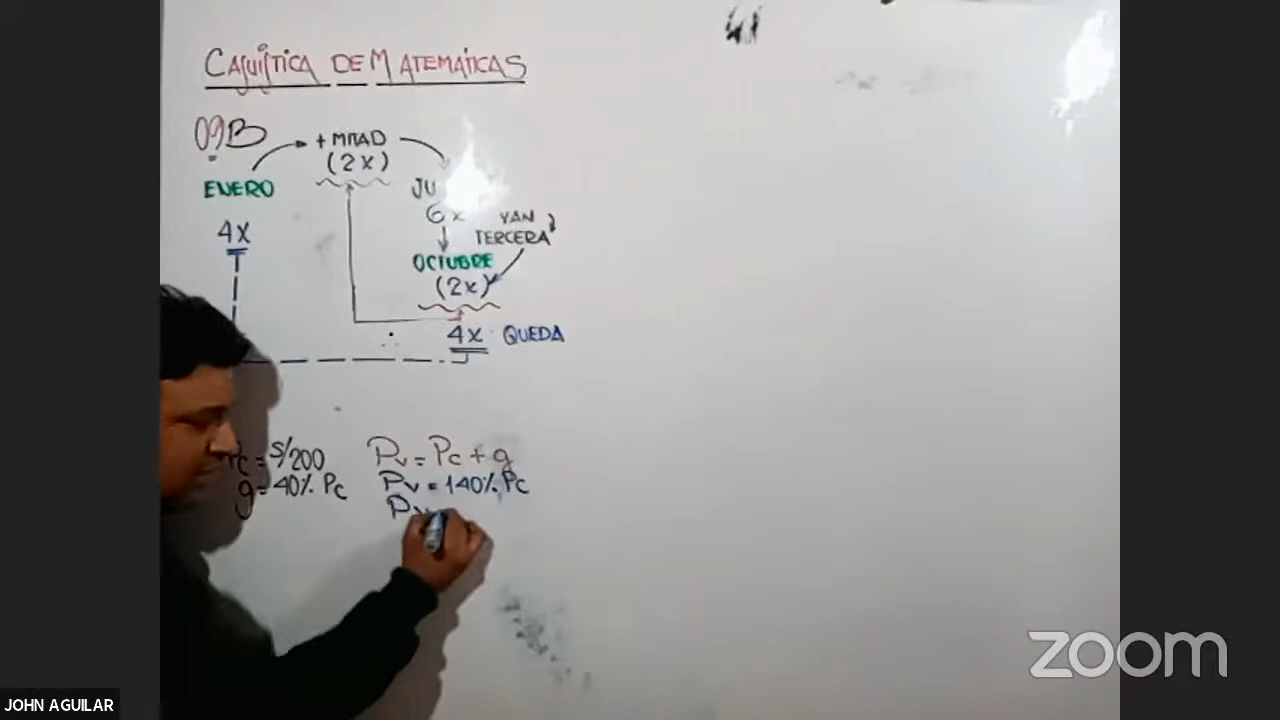 CASUÍSTICA DE MATEMÁTICAS
09B
+ MITAD
(2x)
ENERO
JU
4x
6x VAN
TERCERA
OCTUBRE
(2x)
4x QUEDA
c = S/200 Pv = Pc + g
g = 40% Pc Pv = 140% Pc
Pv
zoom
JOHN AGUILAR